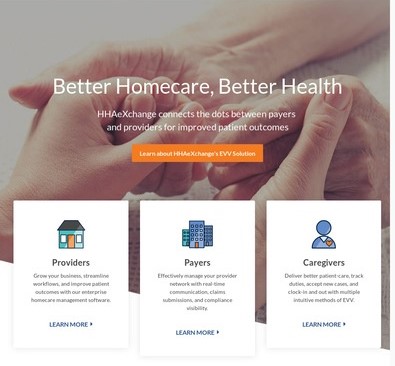 Better Homecare, Better Health
HHAeXchange connects the dots between payers
and providers for improved patient outcomes
Learn about HHAeXchange's EVV Solution
Providers
Grow your business, streamline
workflows, and improve patient
outcomes with our enterprise
homecare management software.
LEARN MORE
Payers
Effectively manage your provider
network with real-time
communication, claims
submissions, and compliance
visibility.
LEARN MORE
Caregivers
Deliver better patient-care, track
duties, accept new cases, and
clock-in and out with multiple
intuitive methods of EVV.
LEARN MORE